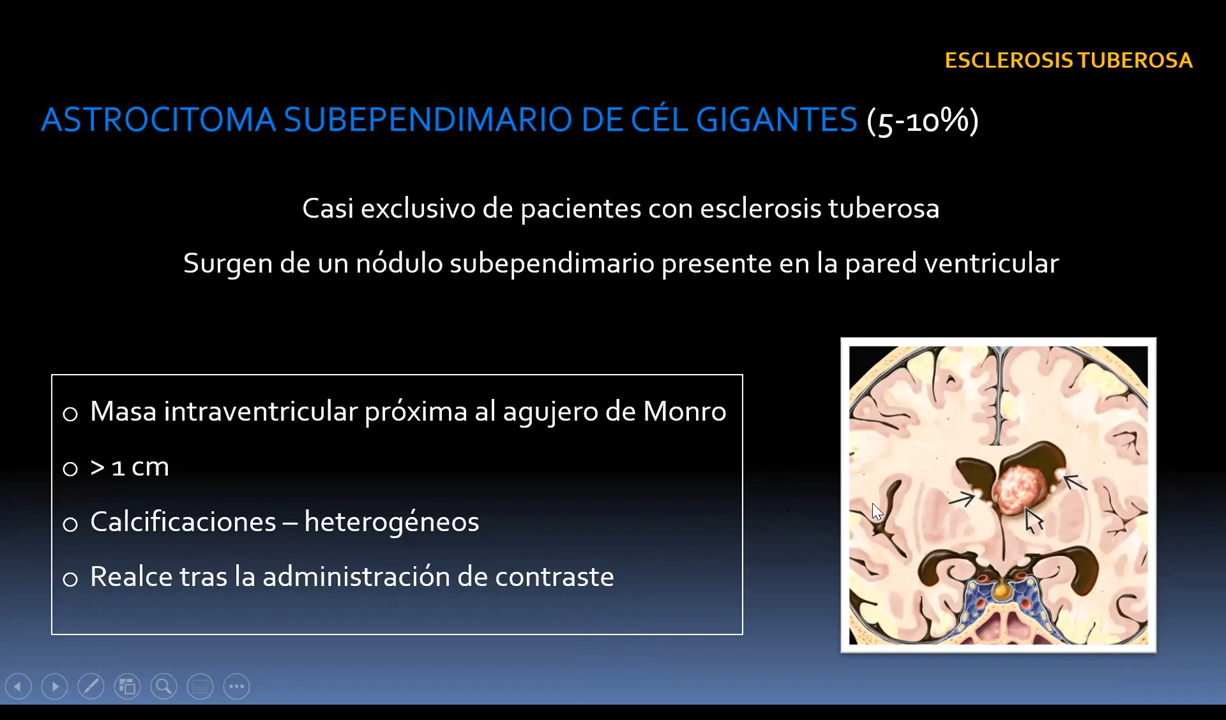 ESCLEROSIS TUBEROSA
ASTROCITOMA SUBEPENDIMARIO DE CÉL GIGANTES (5-10%)
Casi exclusivo de pacientes con esclerosis tuberosa
Surgen de un nódulo subependimario presente en la pared ventricular
o Masa intraventricular próxima al agujero de Monro
o > 1 cm
o Calcificaciones – heterogéneos
o Realce tras la administración de contraste